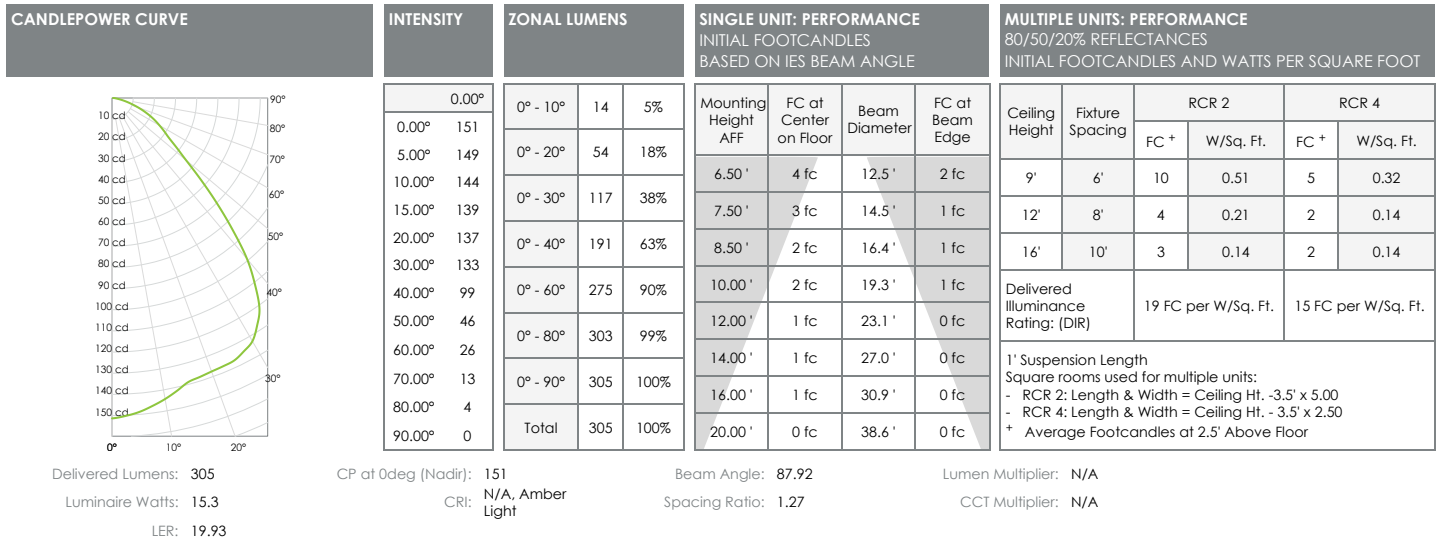 CANDLEPOWER CURVE
10 cd
20 cd
30 cd
40 cd
50 cd
60 cd
70 cd
80 cd
90 cd
100 cd
110 cd
120 cd
130 cd
140 cd
150 cd
90°
80°
70°
60°
50°
40°
30°
0° 10° 20°
INTENSITY
0.00°
0.00° 151
5.00° 149
10.00° 144
15.00° 139
20.00° 137
30.00° 133
40.00° 99
50.00° 46
60.00° 26
70.00° 13
80.00° 4
90.00° 0
ZONAL LUMENS
0° - 10° 14 5%
0° - 20° 54 18%
0° - 30° 117 38%
0° - 40° 191 63%
0° - 60° 275 90%
0° - 80° 303 99%
0° - 90° 305 100%
Total 305 100%
SINGLE UNIT: PERFORMANCE
INITIAL FOOTCANDLES
BASED ON IES BEAM ANGLE
Mounting Height AFF FC at Center on Floor Beam Diameter FC at Beam Edge
6.50 ' 4 fc 12.5 ' 2 fc
7.50 ' 3 fc 14.5 ' 1 fc
8.50 ' 2 fc 16.4 ' 1 fc
10.00 ' 2 fc 19.3 ' 1 fc
12.00 ' 1 fc 23.1 ' 0 fc
14.00 ' 1 fc 27.0 ' 0 fc
16.00 ' 1 fc 30.9 ' 0 fc
20.00 ' 0 fc 38.6 ' 0 fc
MULTIPLE UNITS: PERFORMANCE
80/50/20% REFLECTANCES
INITIAL FOOTCANDLES AND WATTS PER SQUARE FOOT
Ceiling Height Fixture Spacing RCR 2 RCR 4
FC + W/Sq. Ft. FC + W/Sq. Ft.
9' 6' 10 0.51 5 0.32
12' 8' 4 0.21 2 0.14
16' 10' 3 0.14 2 0.14
Delivered
Illuminance
Rating: (DIR)
19 FC per W/Sq. Ft. 15 FC per W/Sq. Ft.
1' Suspension Length
Square rooms used for multiple units:
- RCR 2: Length & Width = Ceiling Ht. -3.5' x 5.00
- RCR 4: Length & Width = Ceiling Ht. - 3.5' x 2.50
+ Average Footcandles at 2.5' Above Floor
Delivered Lumens: 305
Luminaire Watts: 15.3
LER: 19.93
CP at 0deg (Nadir): 151
CRI: N/A, Amber
Light
Beam Angle: 87.92
Spacing Ratio: 1.27
Lumen Multiplier: N/A
CCT Multiplier: N/A